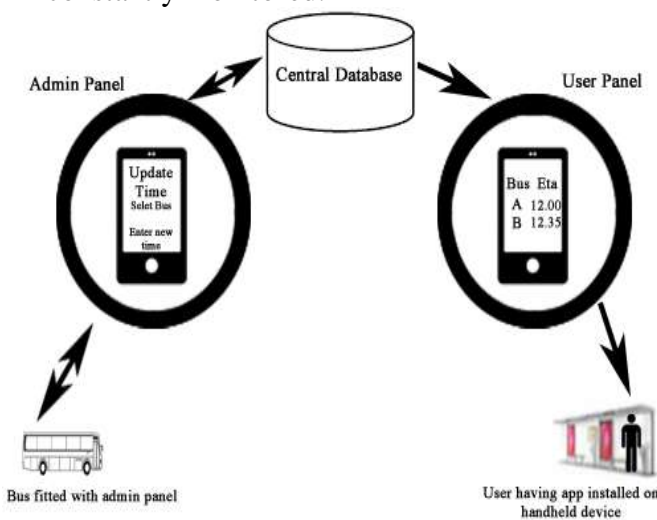 Central Database
Admin Panel
User Panel
Update
Time
Selet Bus
Enter new
time
Bus Eta
A 12.00
B 12.35
Bus fitted with admin panel
User having app installed on
handheld device